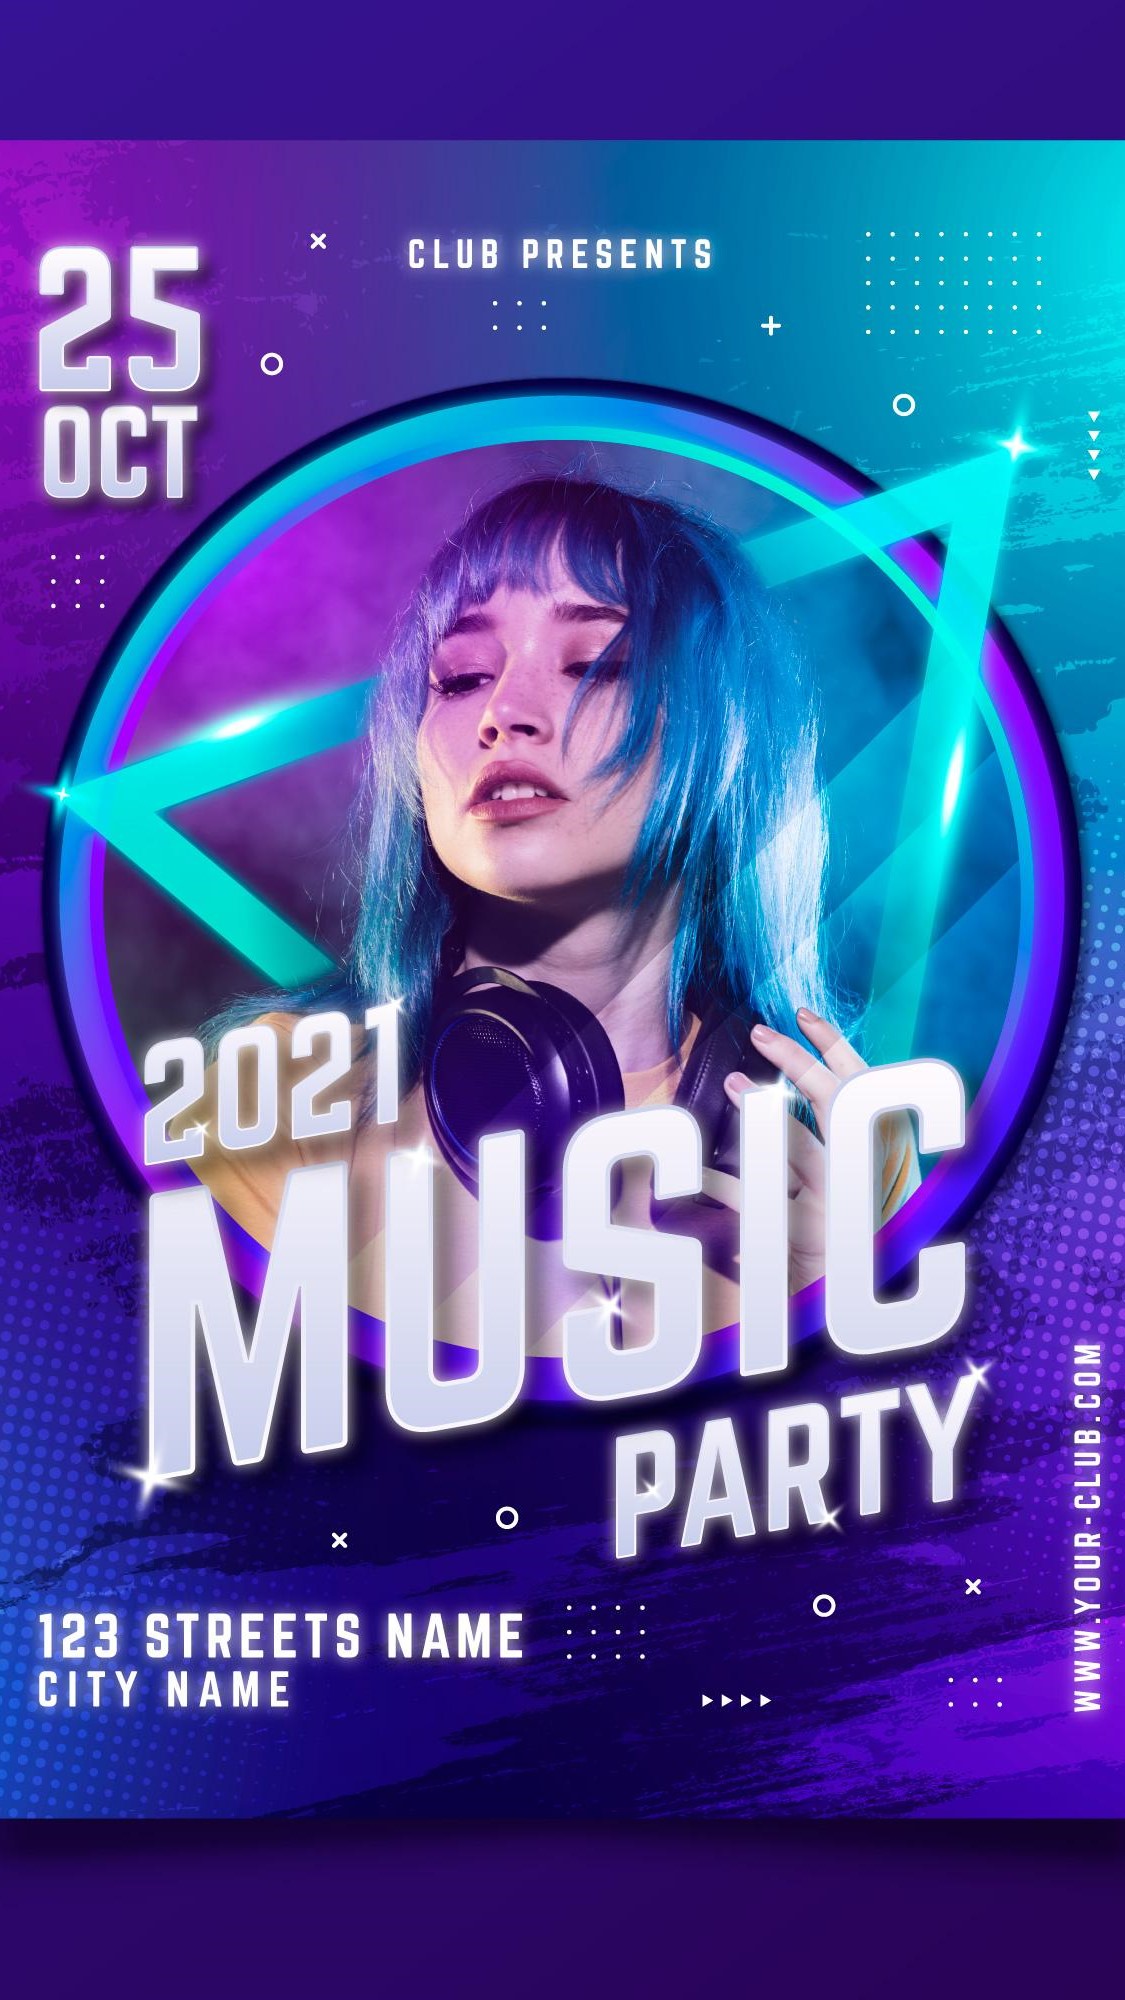 25
OCT
CLUB PRESENTS
2021
MUSIC
PARTY
123 STREETS NAME
CITY NAME
WWW.YOUR-CLUB.COM